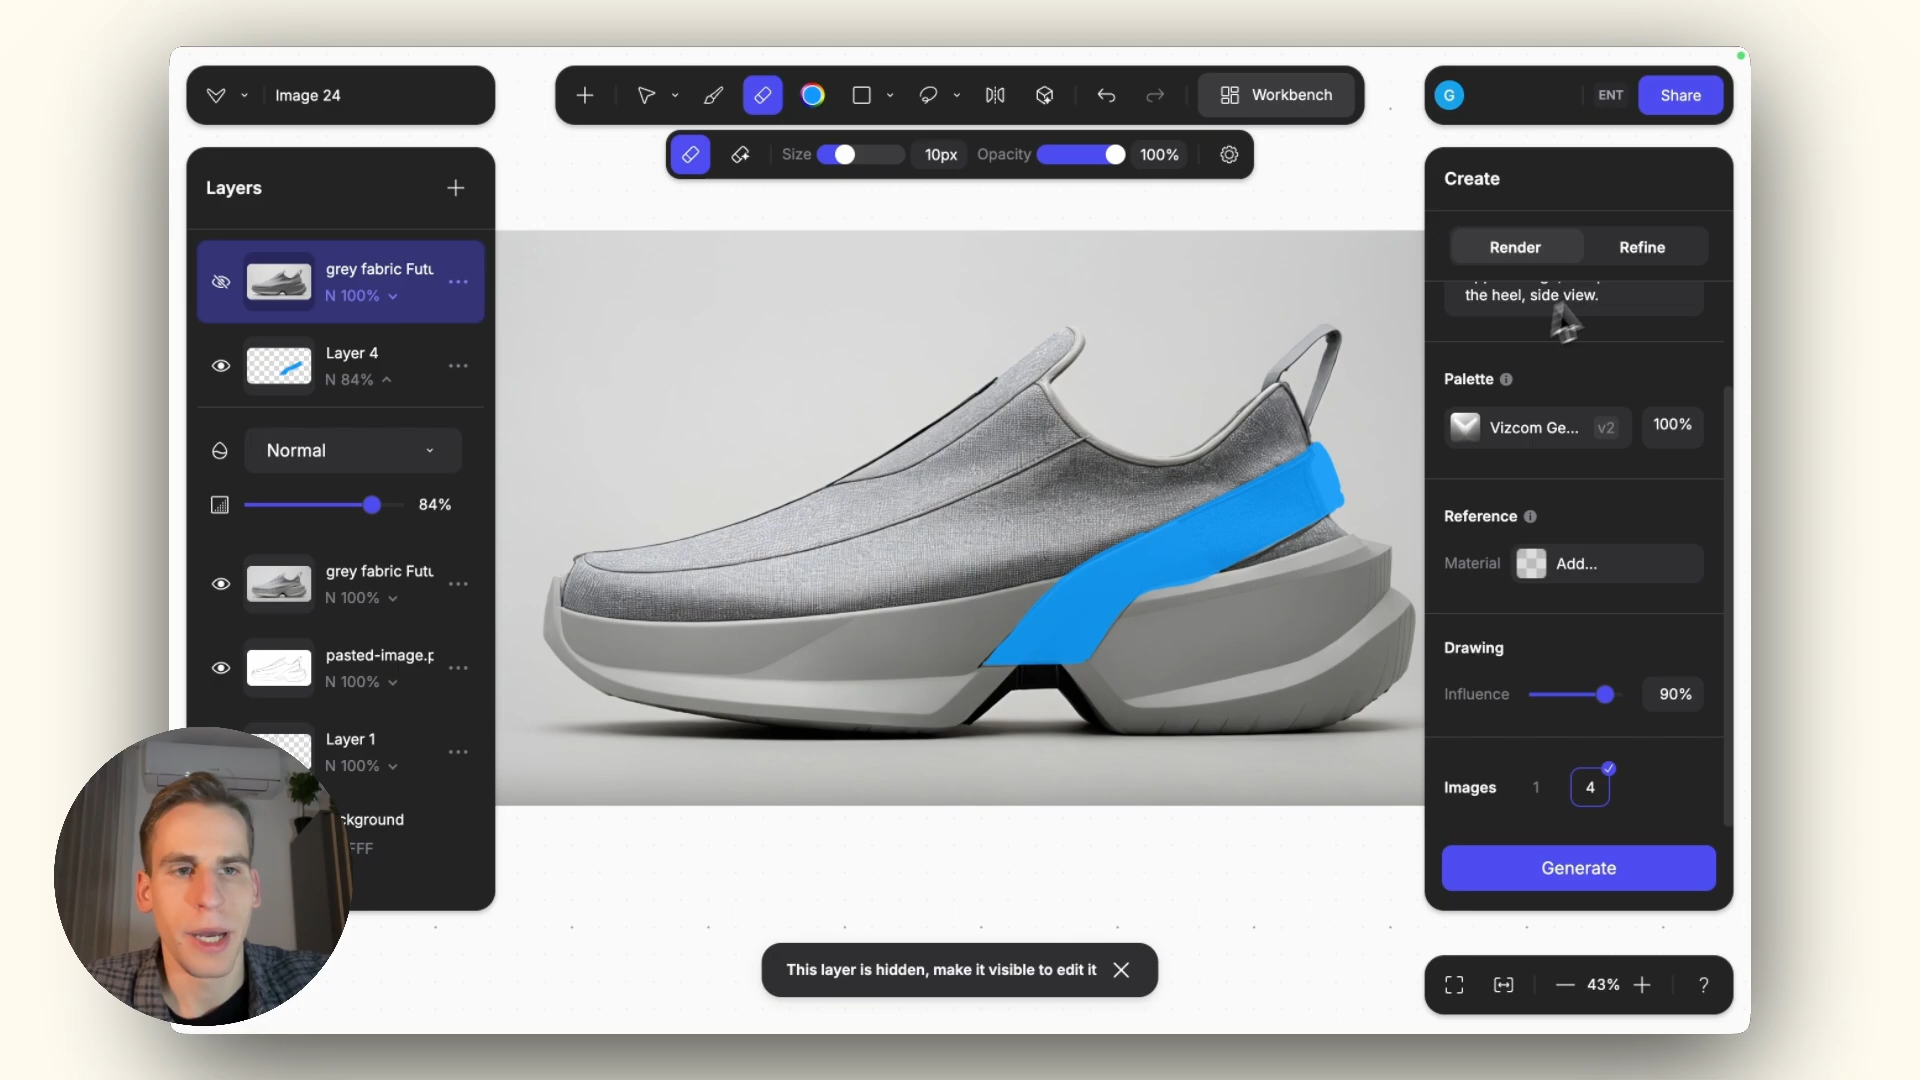 Image 24
Workbench
ENT
Share
G
Size
10px
Opacity
100%
Layers
grey fabric Futu
N 100%
Layer 4
N 84%
Normal
84%
grey fabric Futu
N 100%
pasted-image.p
N 100%
Layer 1
N 100%
ckground
FFF
This layer is hidden, make it visible to edit it
Create
Render
Refine
the heel, side view.
Palette
Vizcom Ge...
v2
100%
Reference
Material
Add...
Drawing
Influence
90%
Images
1
4
Generate
43%
?